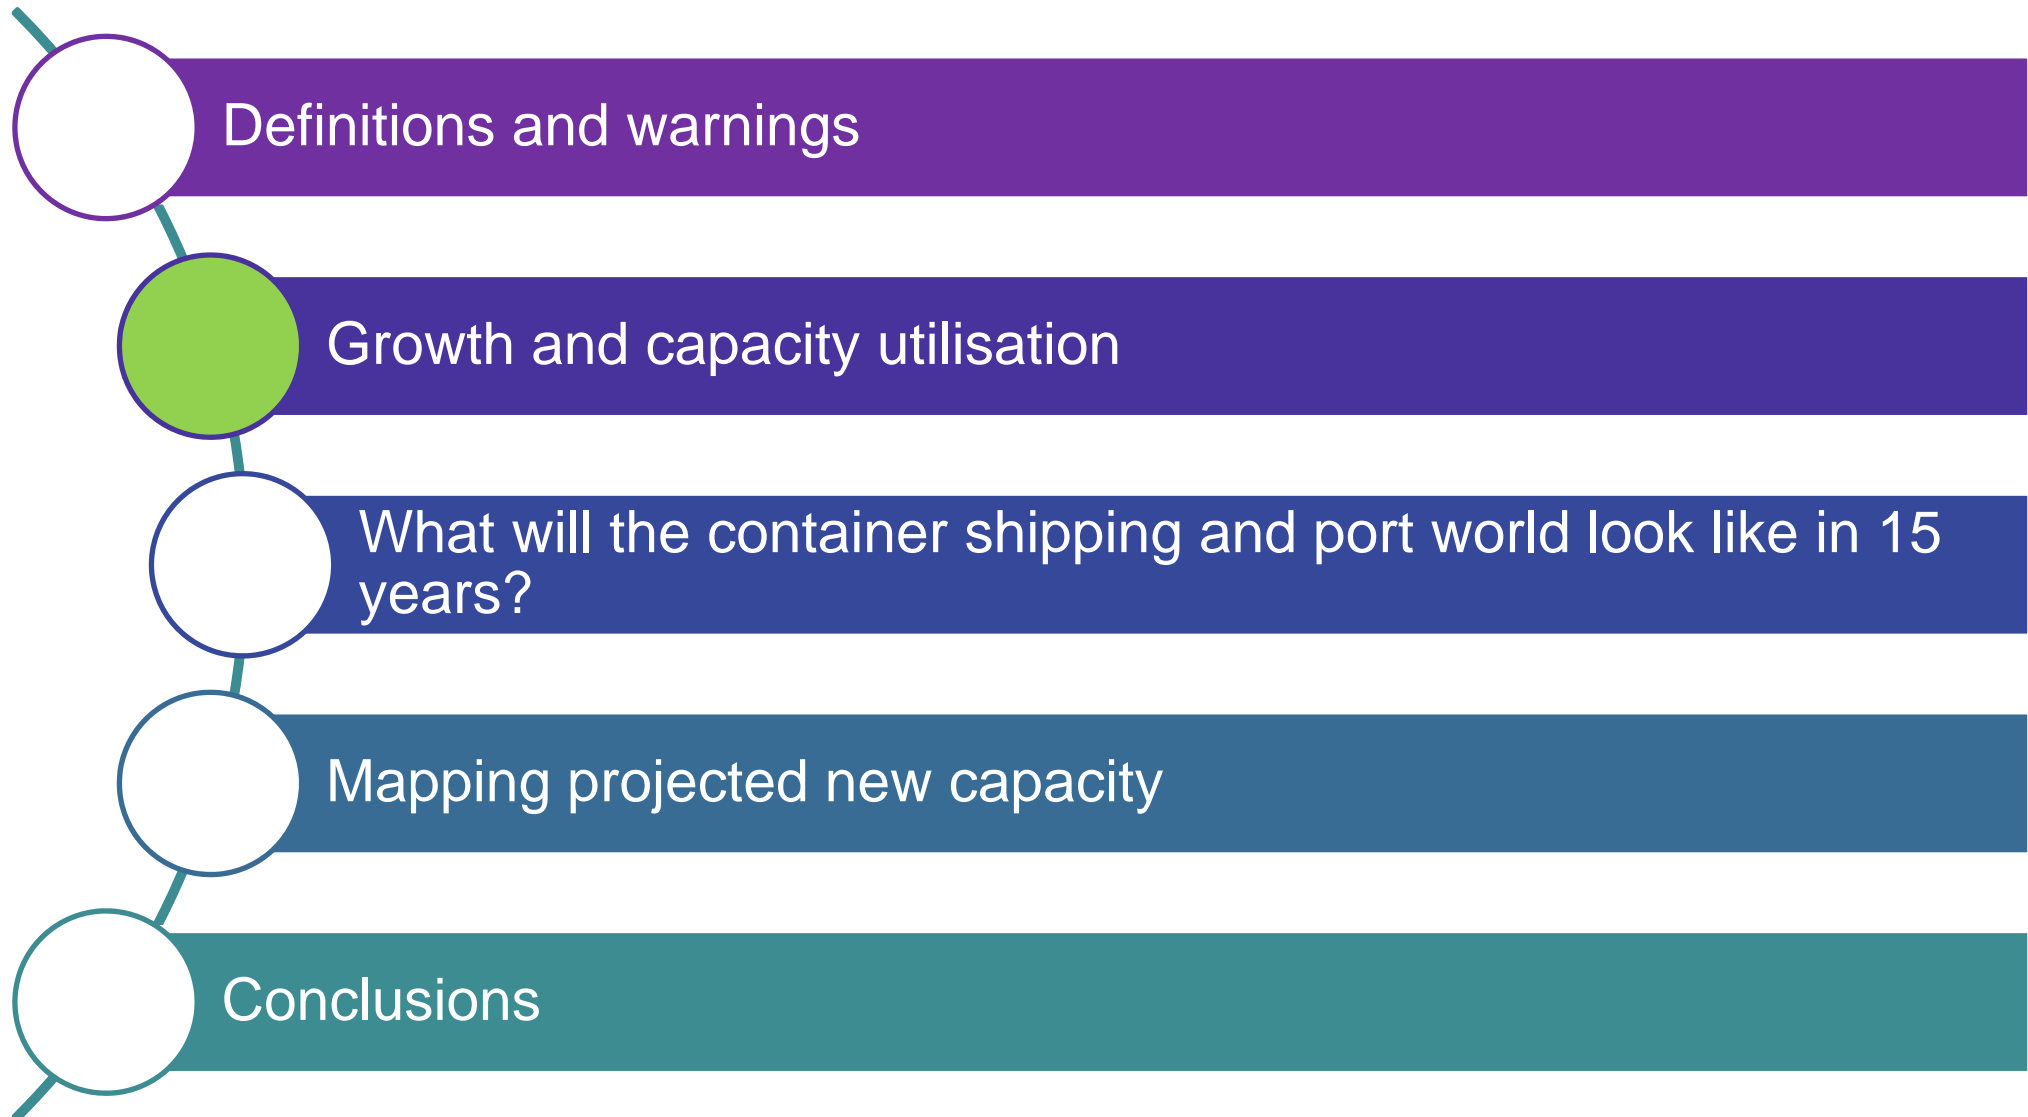 Definitions and warnings
Growth and capacity utilisation
What will the container shipping and port world look like in 15
years?
Mapping projected new capacity
Conclusions